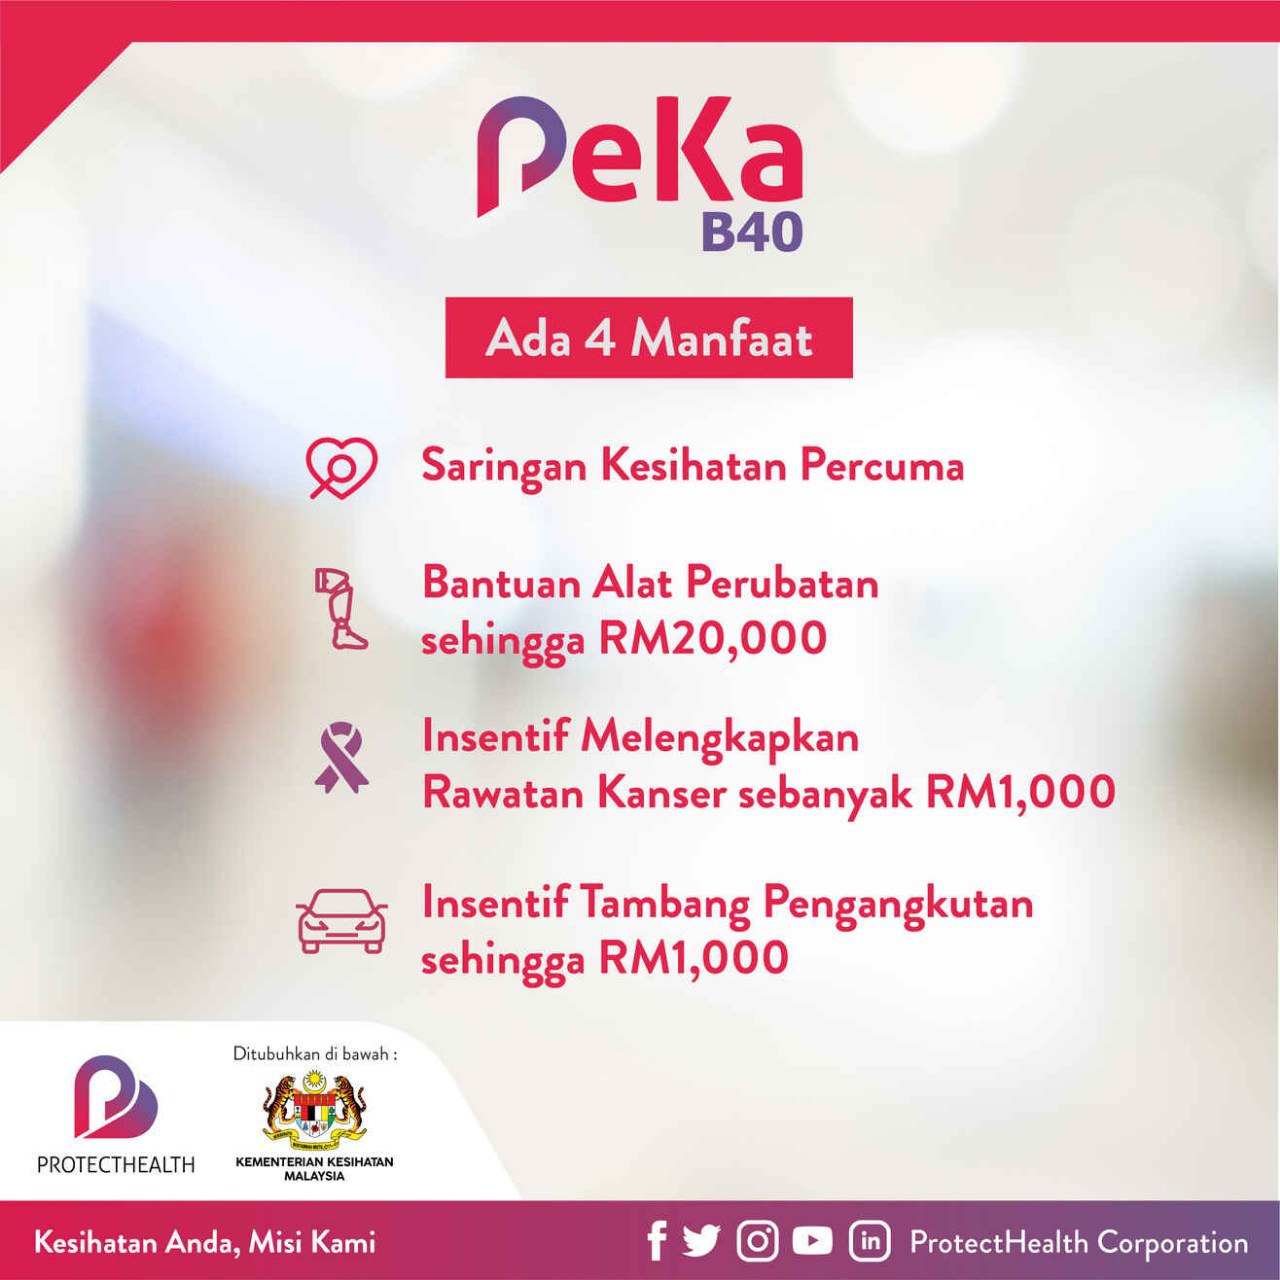 PeKa
B40
Ada 4 Manfaat
Saringan Kesihatan Percuma
Bantuan Alat Perubatan
sehingga RM20,000
Insentif Melengkapkan
Rawatan Kanser sebanyak RM1,000
Insentif Tambang Pengangkutan
sehingga RM1,000
Ditubuhkan di bawah :
PROTECTHEALTH
KEMENTERIAN KESIHATAN
MALAYSIA
Kesihatan Anda, Misi Kami
ProtectHealth Corporation